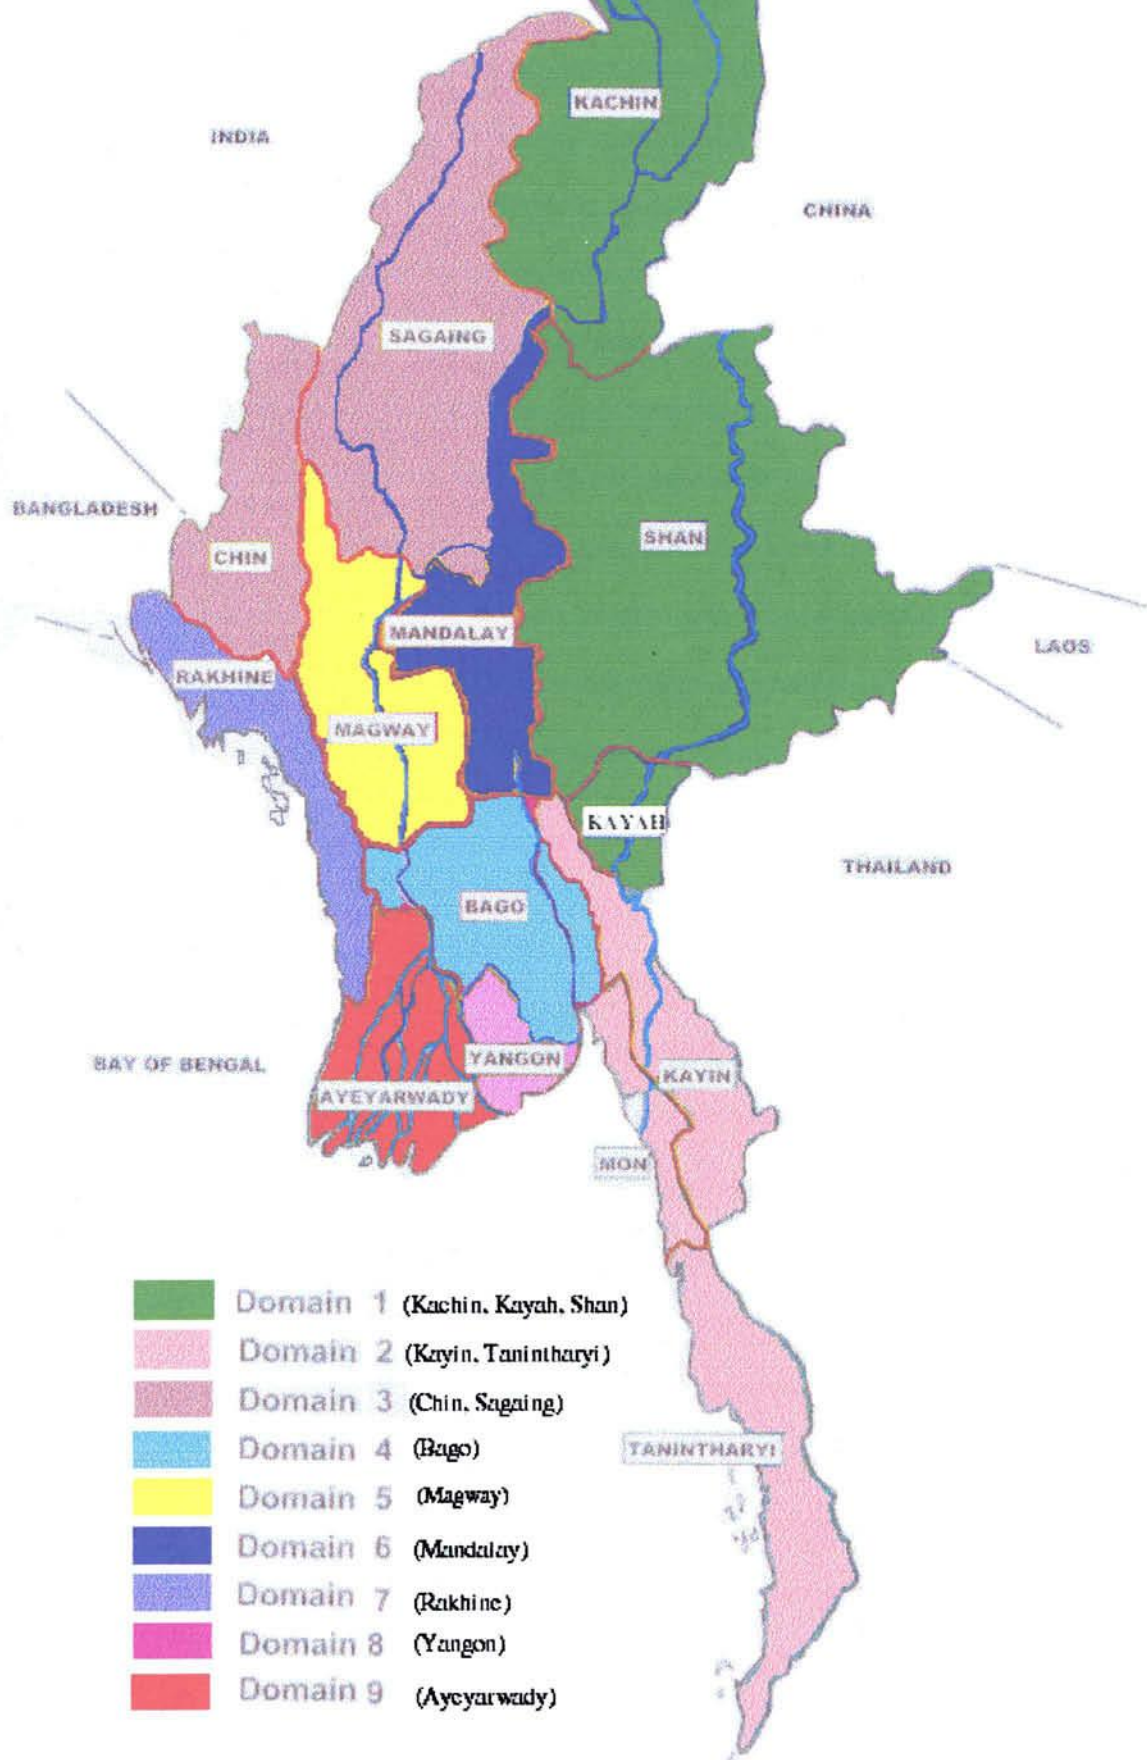 KACHIN
INDIA
CHINA
SAGAING
BANGLADESH
SHAN
CHIN
MANDALAY
LAOS
RAKHINE
MAGWAY
KAYAH
THAILAND
BAGO
YANGON
BAY OF BENGAL
KAYIN
AYEYARWADY
MON
Domain 1 (Kachin, Kayah, Shan)
Domain 2 (Kayin, Tanintharyi)
Domain 3 (Chin, Sagaing)
TANINTHARYI
Domain 4 (Bago)
Domain 5 (Magway)
Domain 6 (Mandalay)
Domain 7 (Rakhine)
Domain 8 (Yangon)
Domain 9 (Ayeyarwady)